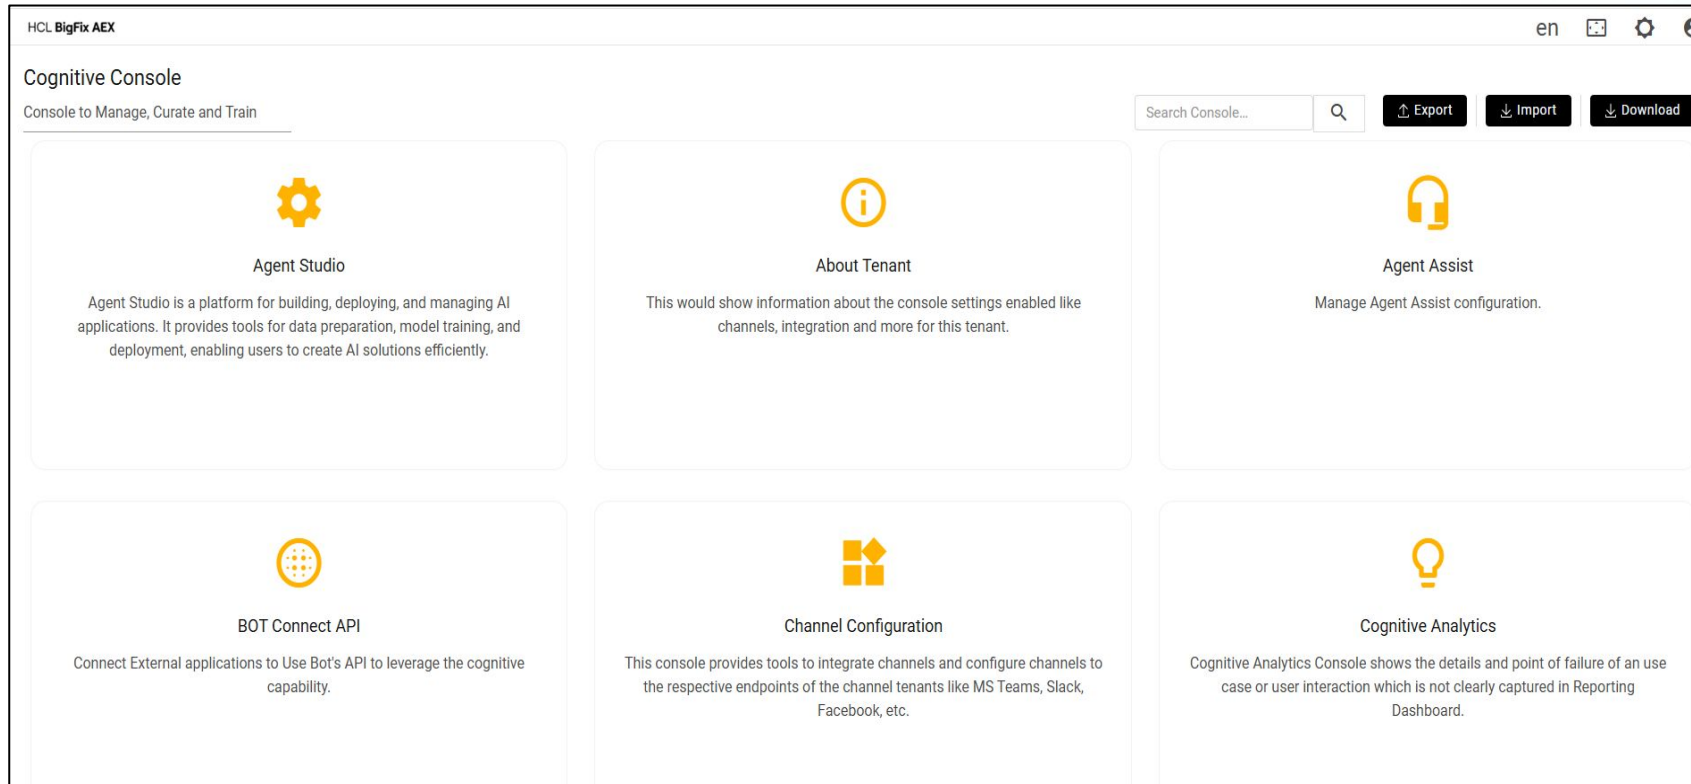 HCL BigFix AEX
en
Cognitive Console
Console to Manage, Curate and Train
Search Console...
Export
Import
Download
Agent Studio
Agent Studio is a platform for building, deploying, and managing AI
applications. It provides tools for data preparation, model training, and
deployment, enabling users to create AI solutions efficiently.
About Tenant
This would show information about the console settings enabled like
channels, integration and more for this tenant.
Agent Assist
Manage Agent Assist configuration.
BOT Connect API
Connect External applications to Use Bot's API to leverage the cognitive
capability.
Channel Configuration
This console provides tools to integrate channels and configure channels to
the respective endpoints of the channel tenants like MS Teams, Slack,
Facebook, etc.
Cognitive Analytics
Cognitive Analytics Console shows the details and point of failure of an use
case or user interaction which is not clearly captured in Reporting
Dashboard.